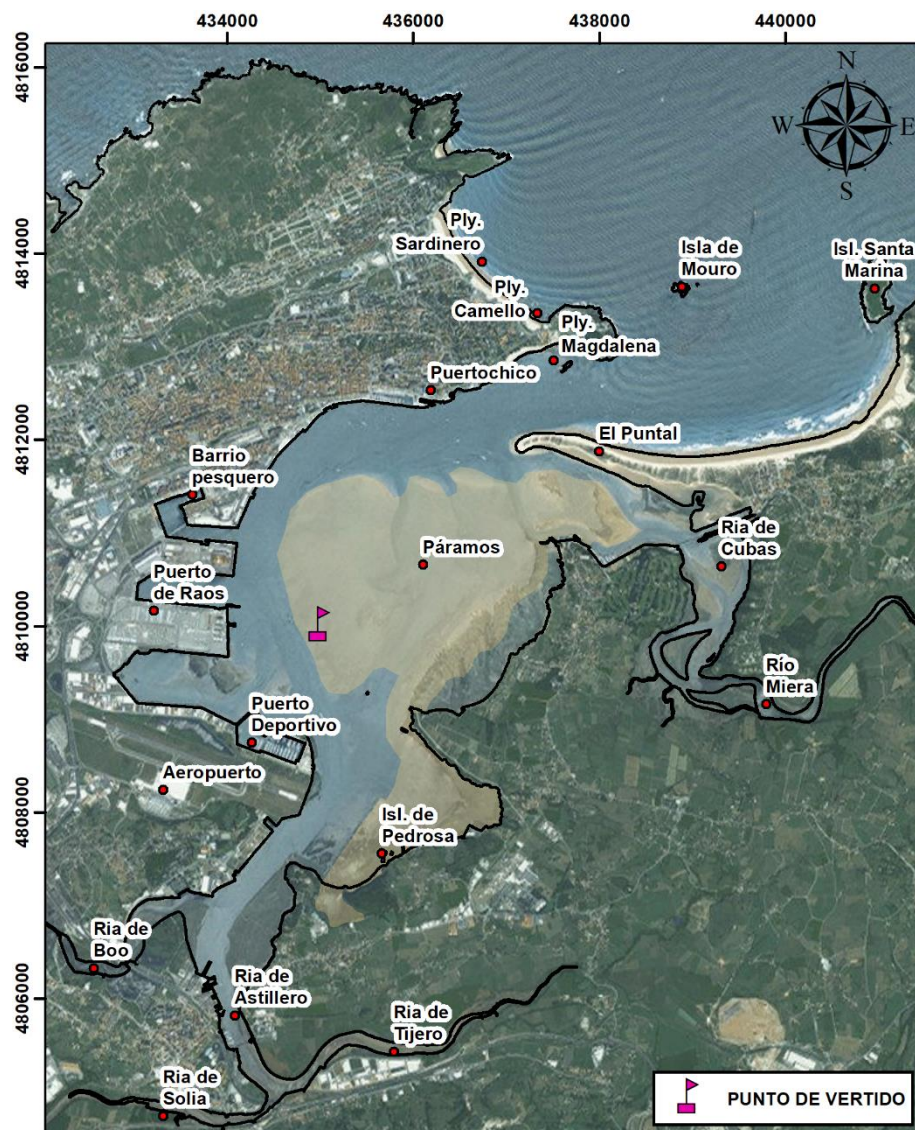 434000
436000
438000
440000
4816000
4814000
4812000
4810000
4808000
4806000
N
W
E
S
Ply.
Sardinero
Ply.
Camello
Ply.
Magdalena
Isla de
Mouro
Isl. Santa
Marina
Puertochico
El Puntal
Barrio
pesquero
Páramos
Ria de
Cubas
Puerto
de Raos
Río
Miera
Puerto
Deportivo
Aeropuerto
Isl. de
Pedrosa
Ria de
Boo
Ria de
Astillero
Ria de
Tijero
Ria de
Solia
PUNTO DE VERTIDO